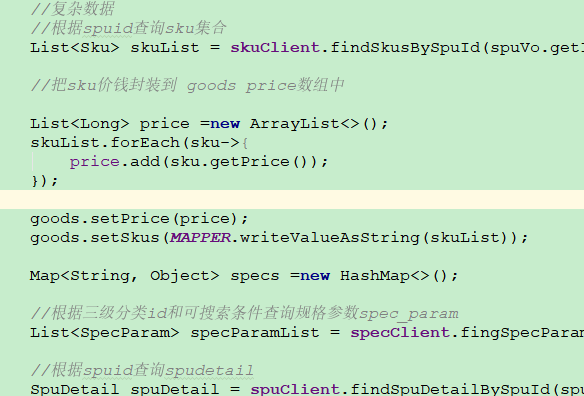 //复杂数据
//根据spuid查询sku集合
List<Sku> skuList = skuClient.findSkusBySpuId(spuVo.getI
//把sku价钱封装到 goods price数组中
List<Long> price =new ArrayList<>();
skuList.forEach(sku->{
price.add(sku.getPrice());
});
goods.setPrice(price);
goods.setSkus(MAPPER.writeValueAsString(skuList));
Map<String, Object> specs =new HashMap<>();
//根据三级分类id和可搜索条件查询规格参数spec_param
List<SpecParam> specParamList = specClient.fingSpecParam
//根据spuid查询spudetail
SpuDetail spuDetail = spuClient.findSpuDetailBySpuId(spu